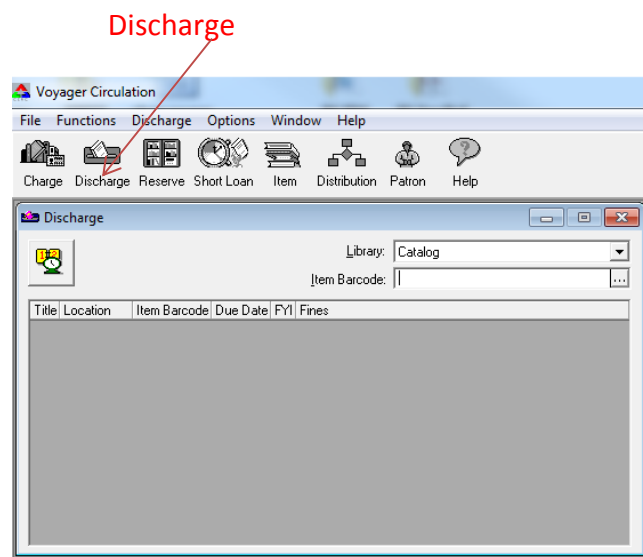 Discharge
Voyager Circulation
File Functions Discharge Options Window Help
Charge Discharge Reserve Short Loan Item Distribution Patron Help
Discharge
Library: Catalog
Item Barcode:
Title Location Item Barcode Due Date FYI Fines